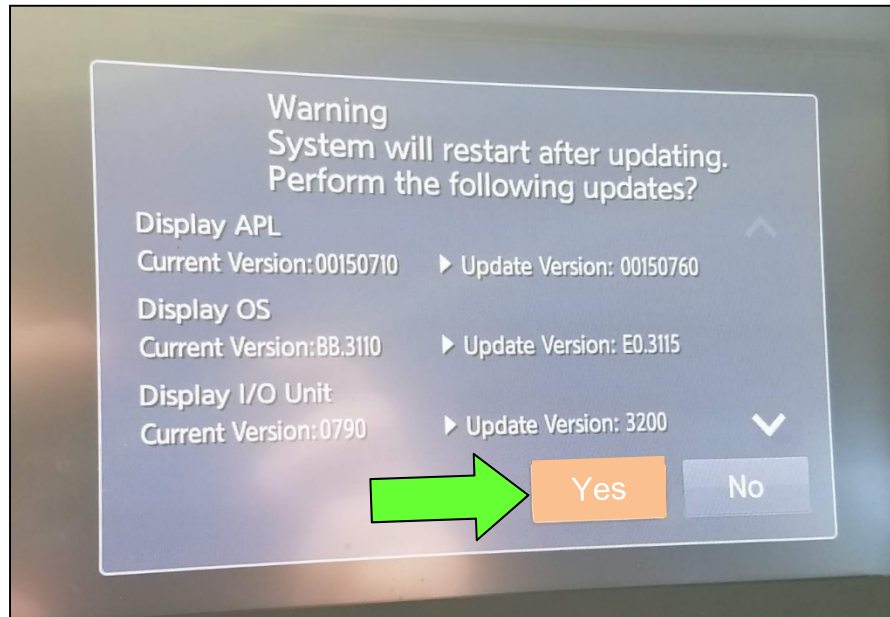 Warning
System will restart after updating.
Perform the following updates?
Display APL
Current Version:00150710 ▶ Update Version: 00150760
Display OS
Current Version:BB.3110 ▶ Update Version: E0.3115
Display I/O Unit
Current Version:0790 ▶ Update Version: 3200
Yes No